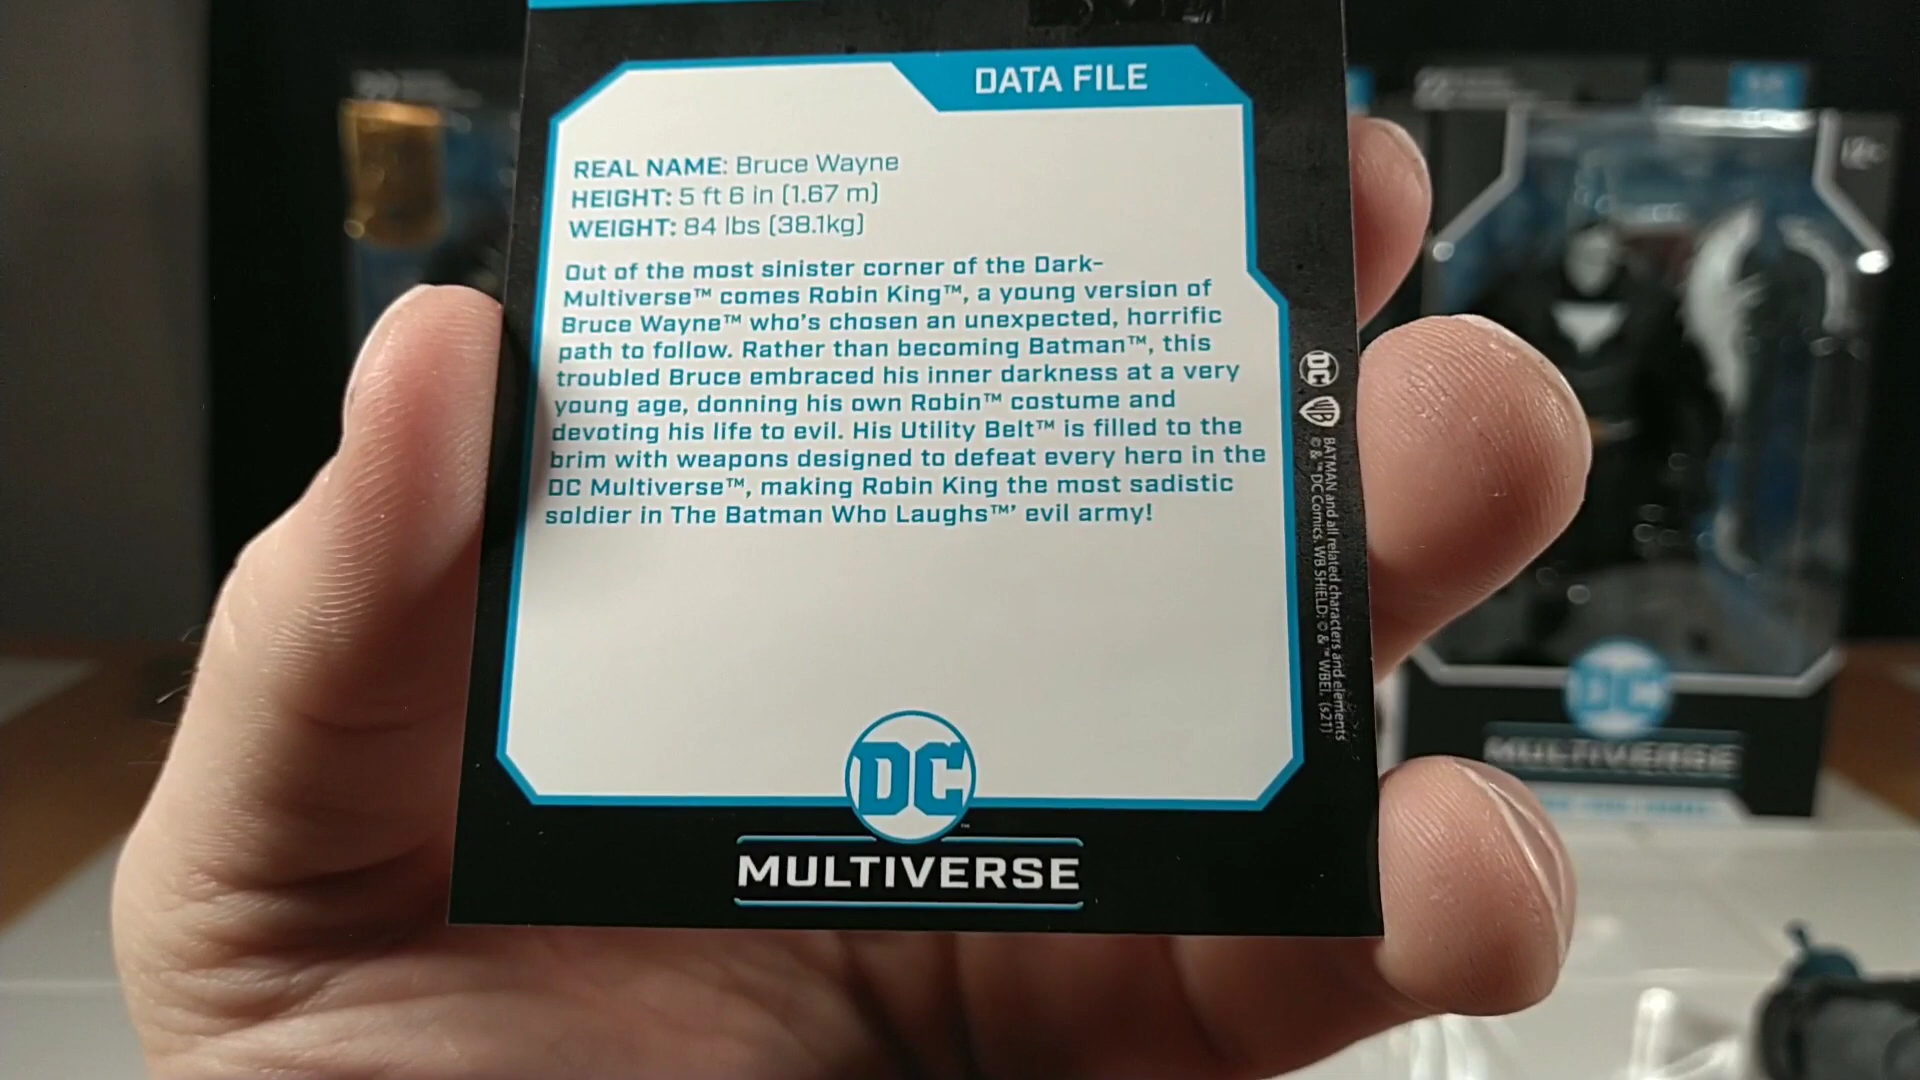 DATA FILE
REAL NAME: Bruce Wayne
HEIGHT: 5 ft 6 in (1.67 m)
WEIGHT: 84 lbs (38.1kg)
Out of the most sinister corner of the Dark-
Multiverse™ comes Robin King™, a young version of
Bruce Wayne™ who's chosen an unexpected, horrific
path to follow. Rather than becoming Batman™, this
troubled Bruce embraced his inner darkness at a very
young age, donning his own Robin™ costume and
devoting his life to evil. His Utility Belt™ is filled to the
brim with weapons designed to defeat every hero in the
DC Multiverse™, making Robin King the most sadistic
soldier in The Batman Who Laughs™' evil army!
DC
MULTIVERSE
DC WB
BATMAN and all related characters and elements
© & ™ DC Comics. WB SHIELD: © & ™ WBEI. (s21)
12+
DC
MULTIVERSE